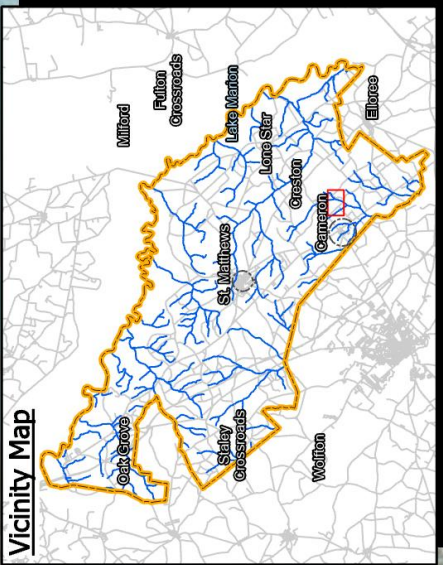 Vicinity Map
Oak Grove
Staley
Crossroads
Wolfton
St. Matthews
Milford
Fulton
Crossroads
Lake Marion
Lone Star
Creston
Cameron
Elloree